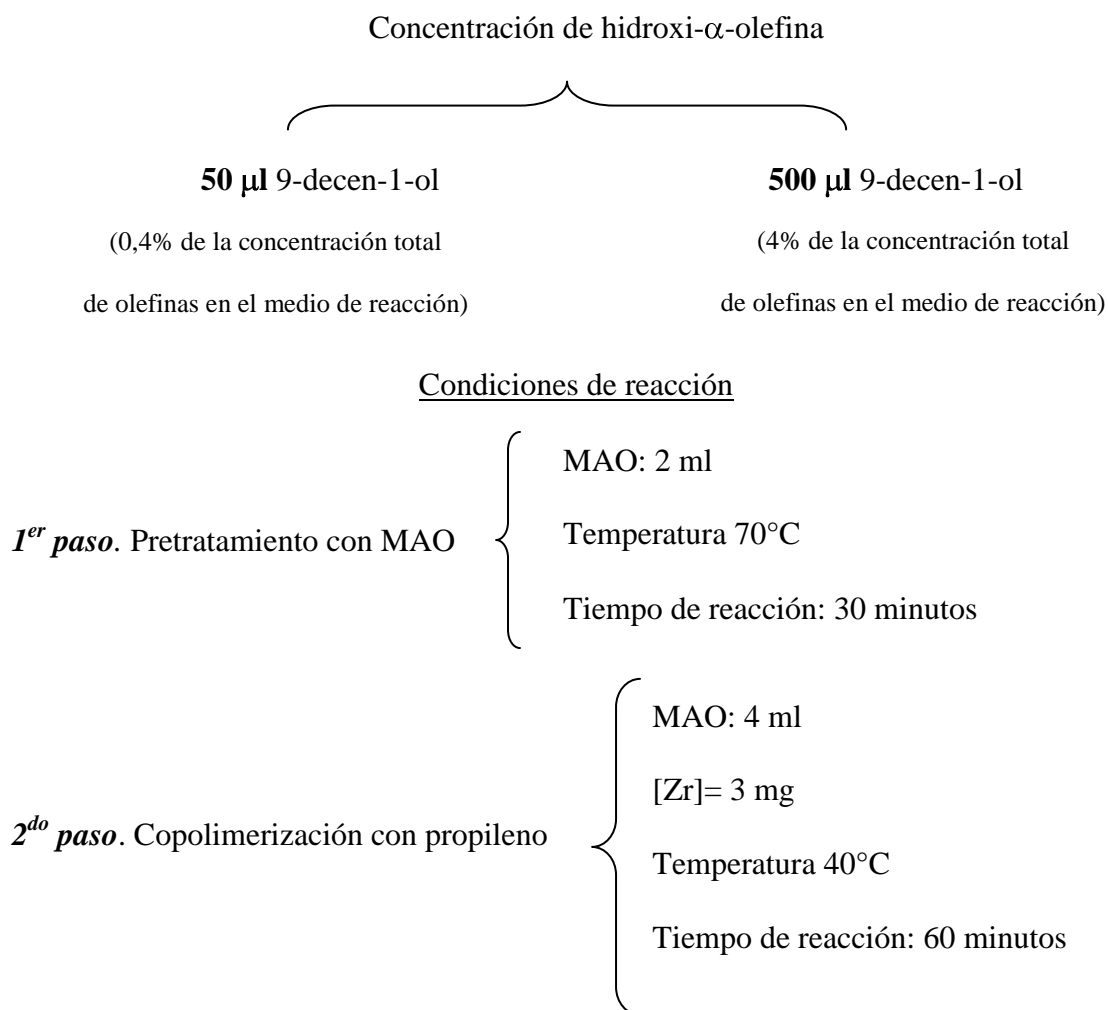 Concentración de hidroxi-α-olefina
50 μl 9-decen-1-ol
(0,4% de la concentración total
de olefinas en el medio de reacción)
500 μl 9-decen-1-ol
(4% de la concentración total
de olefinas en el medio de reacción)
Condiciones de reacción
1er paso. Pretratamiento con MAO
MAO: 2 ml
Temperatura 70°C
Tiempo de reacción: 30 minutos
2do paso. Copolimerización con propileno
MAO: 4 ml
[Zr]= 3 mg
Temperatura 40°C
Tiempo de reacción: 60 minutos